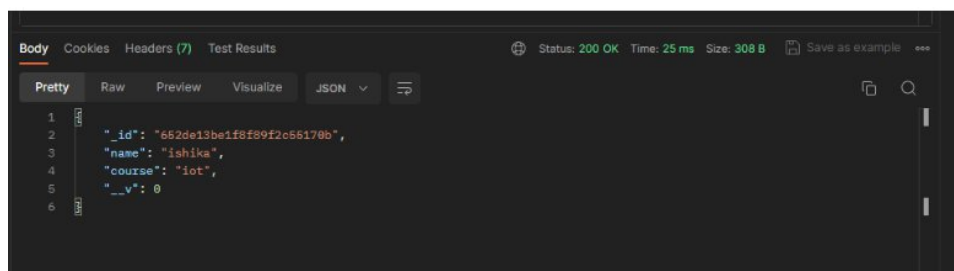 Body Cookies Headers (7) Test Results Status: 200 OK Time: 25 ms Size: 308 B Save as example
Pretty Raw Preview Visualize JSON
1 {
2 "_id": "652de13be1f8f89f2c55170b",
3 "name": "ishika",
4 "course": "iot",
5 "__v": 0
6 }